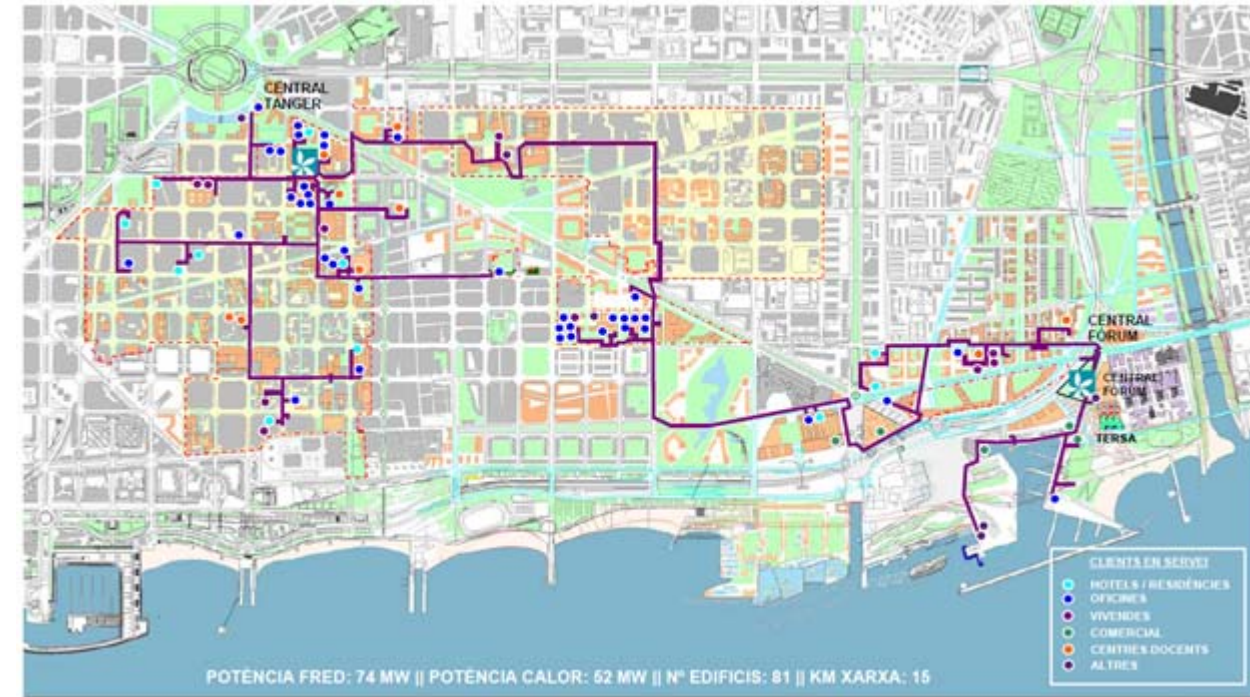 CENTRAL
TANGER
CENTRAL
FÒRUM
CENTRAL
FORUM
TERSA
CLIENTS EN SERVEI
HOTELS / RESIDÈNCIES
OFICINES
VIVENDES
COMERCIAL
CENTRES DOCENTS
ALTRES
POTÈNCIA FRED: 74 MW || POTÈNCIA CALOR: 52 MW || Nº EDIFICIS: 81 || KM XARXA: 15